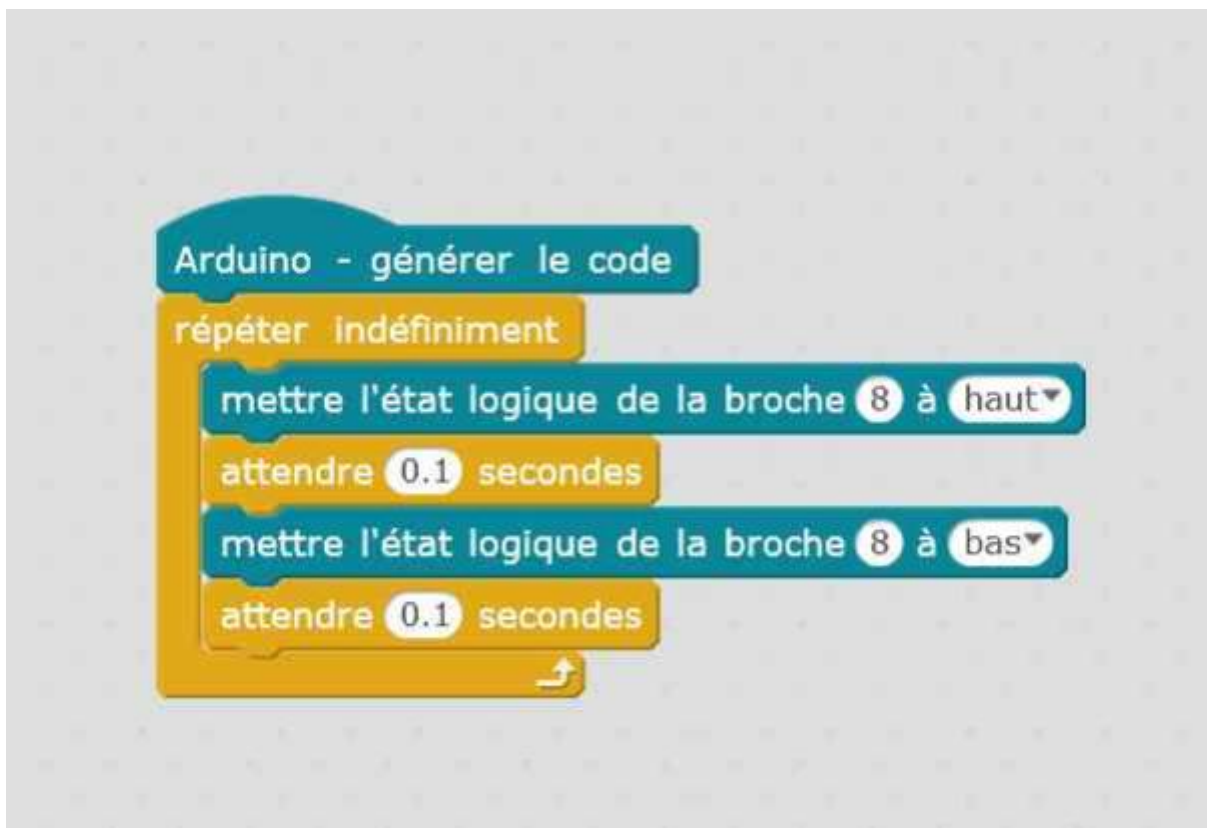 Arduino - générer le code
répéter indéfiniment
mettre l'état logique de la broche 8 à haut
attendre 0.1 secondes
mettre l'état logique de la broche 8 à bas
attendre 0.1 secondes